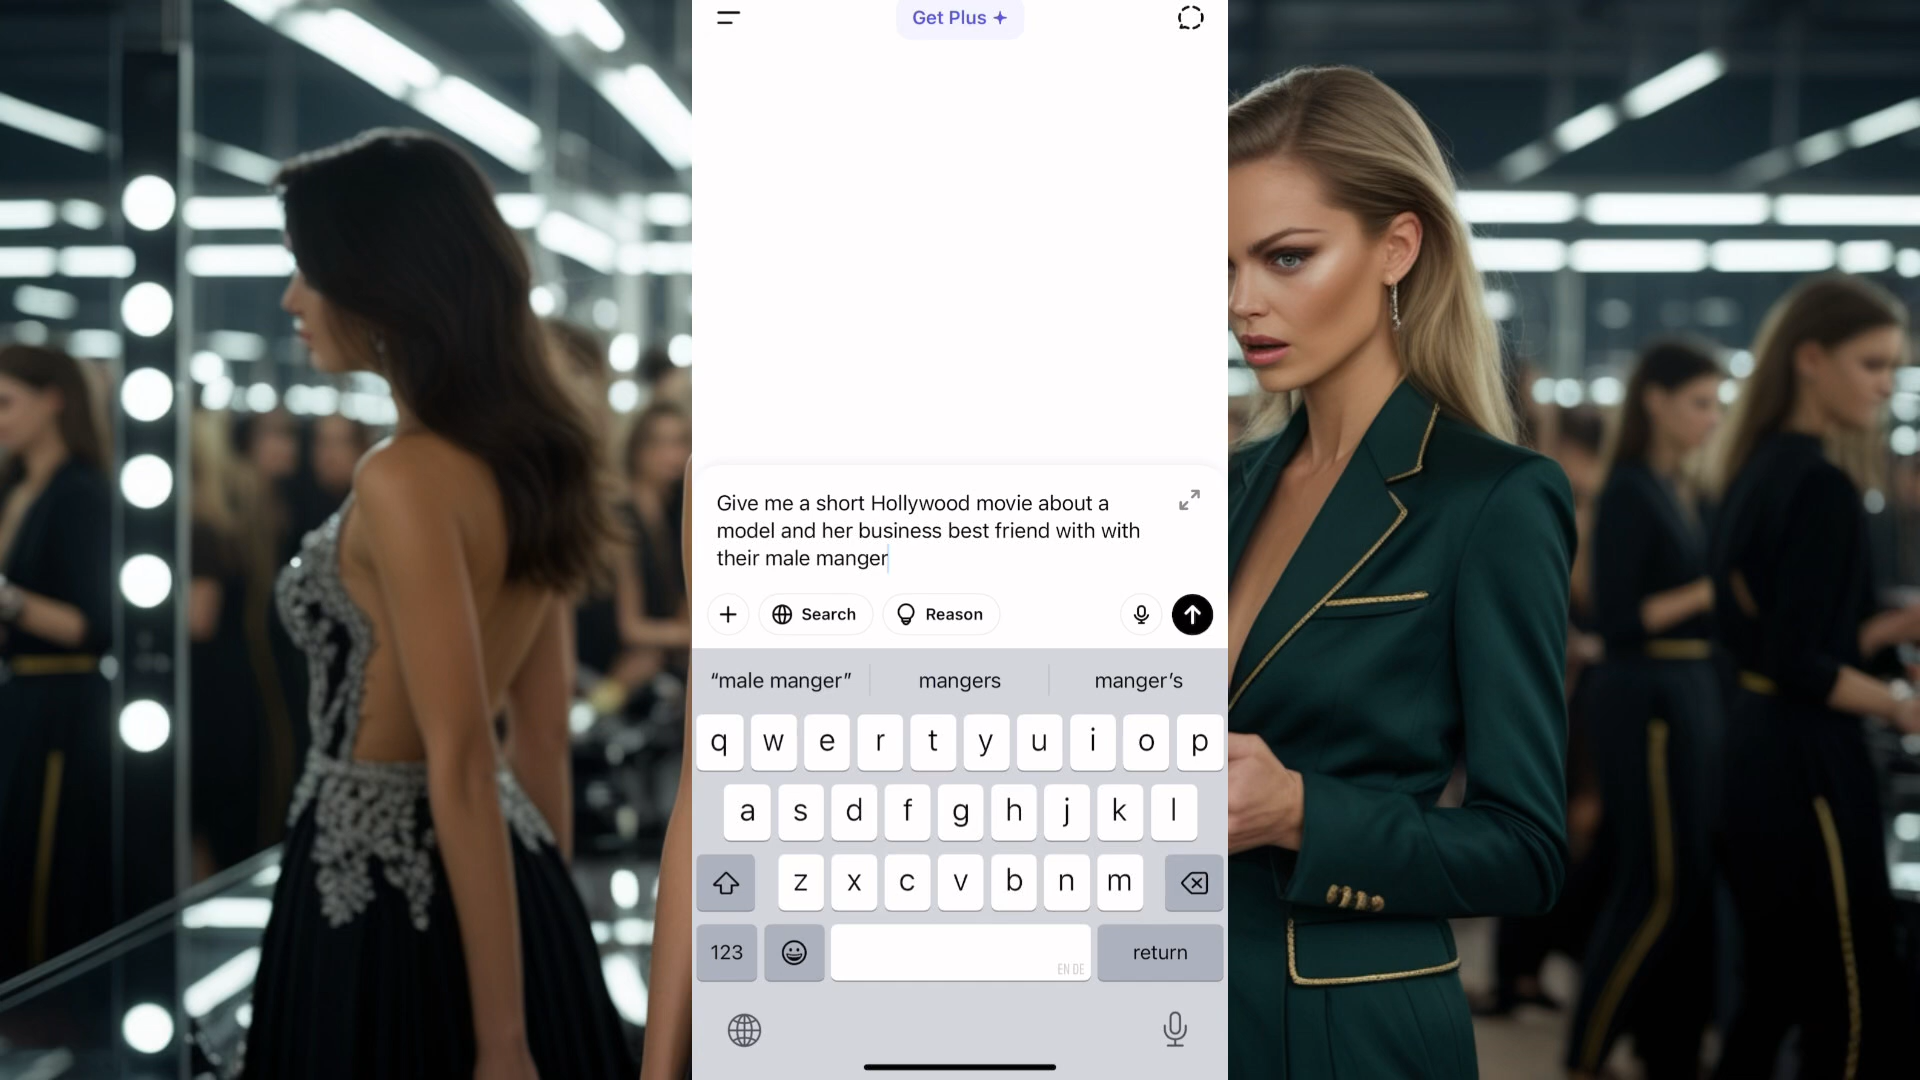 Get Plus
Give me a short Hollywood movie about a
model and her business best friend with with
their male manger
Search
Reason
“male manger”
mangers
manger’s
q w e r t y u i o p
a s d f g h j k l
z x c v b n m
123
EN DE
return